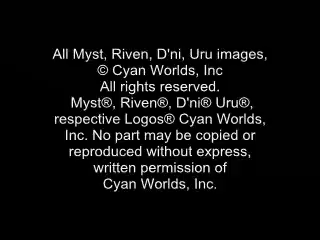 All Myst, Riven, D'ni, Uru images,
© Cyan Worlds, Inc
All rights reserved.
Myst®, Riven®, D'ni® Uru®,
respective Logos® Cyan Worlds,
Inc. No part may be copied or
reproduced without express,
written permission of
Cyan Worlds, Inc.